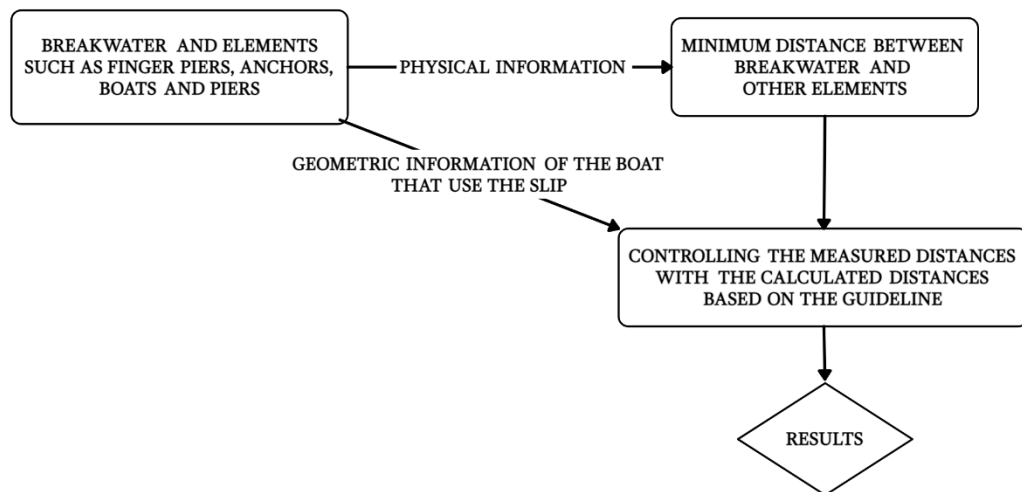 BREAKWATER AND ELEMENTS
SUCH AS FINGER PIERS, ANCHORS,
BOATS AND PIERS
PHYSICAL INFORMATION
MINIMUM DISTANCE BETWEEN
BREAKWATER AND
OTHER ELEMENTS
GEOMETRIC INFORMATION OF THE BOAT
THAT USE THE SLIP
CONTROLLING THE MEASURED DISTANCES
WITH THE CALCULATED DISTANCES
BASED ON THE GUIDELINE
RESULTS